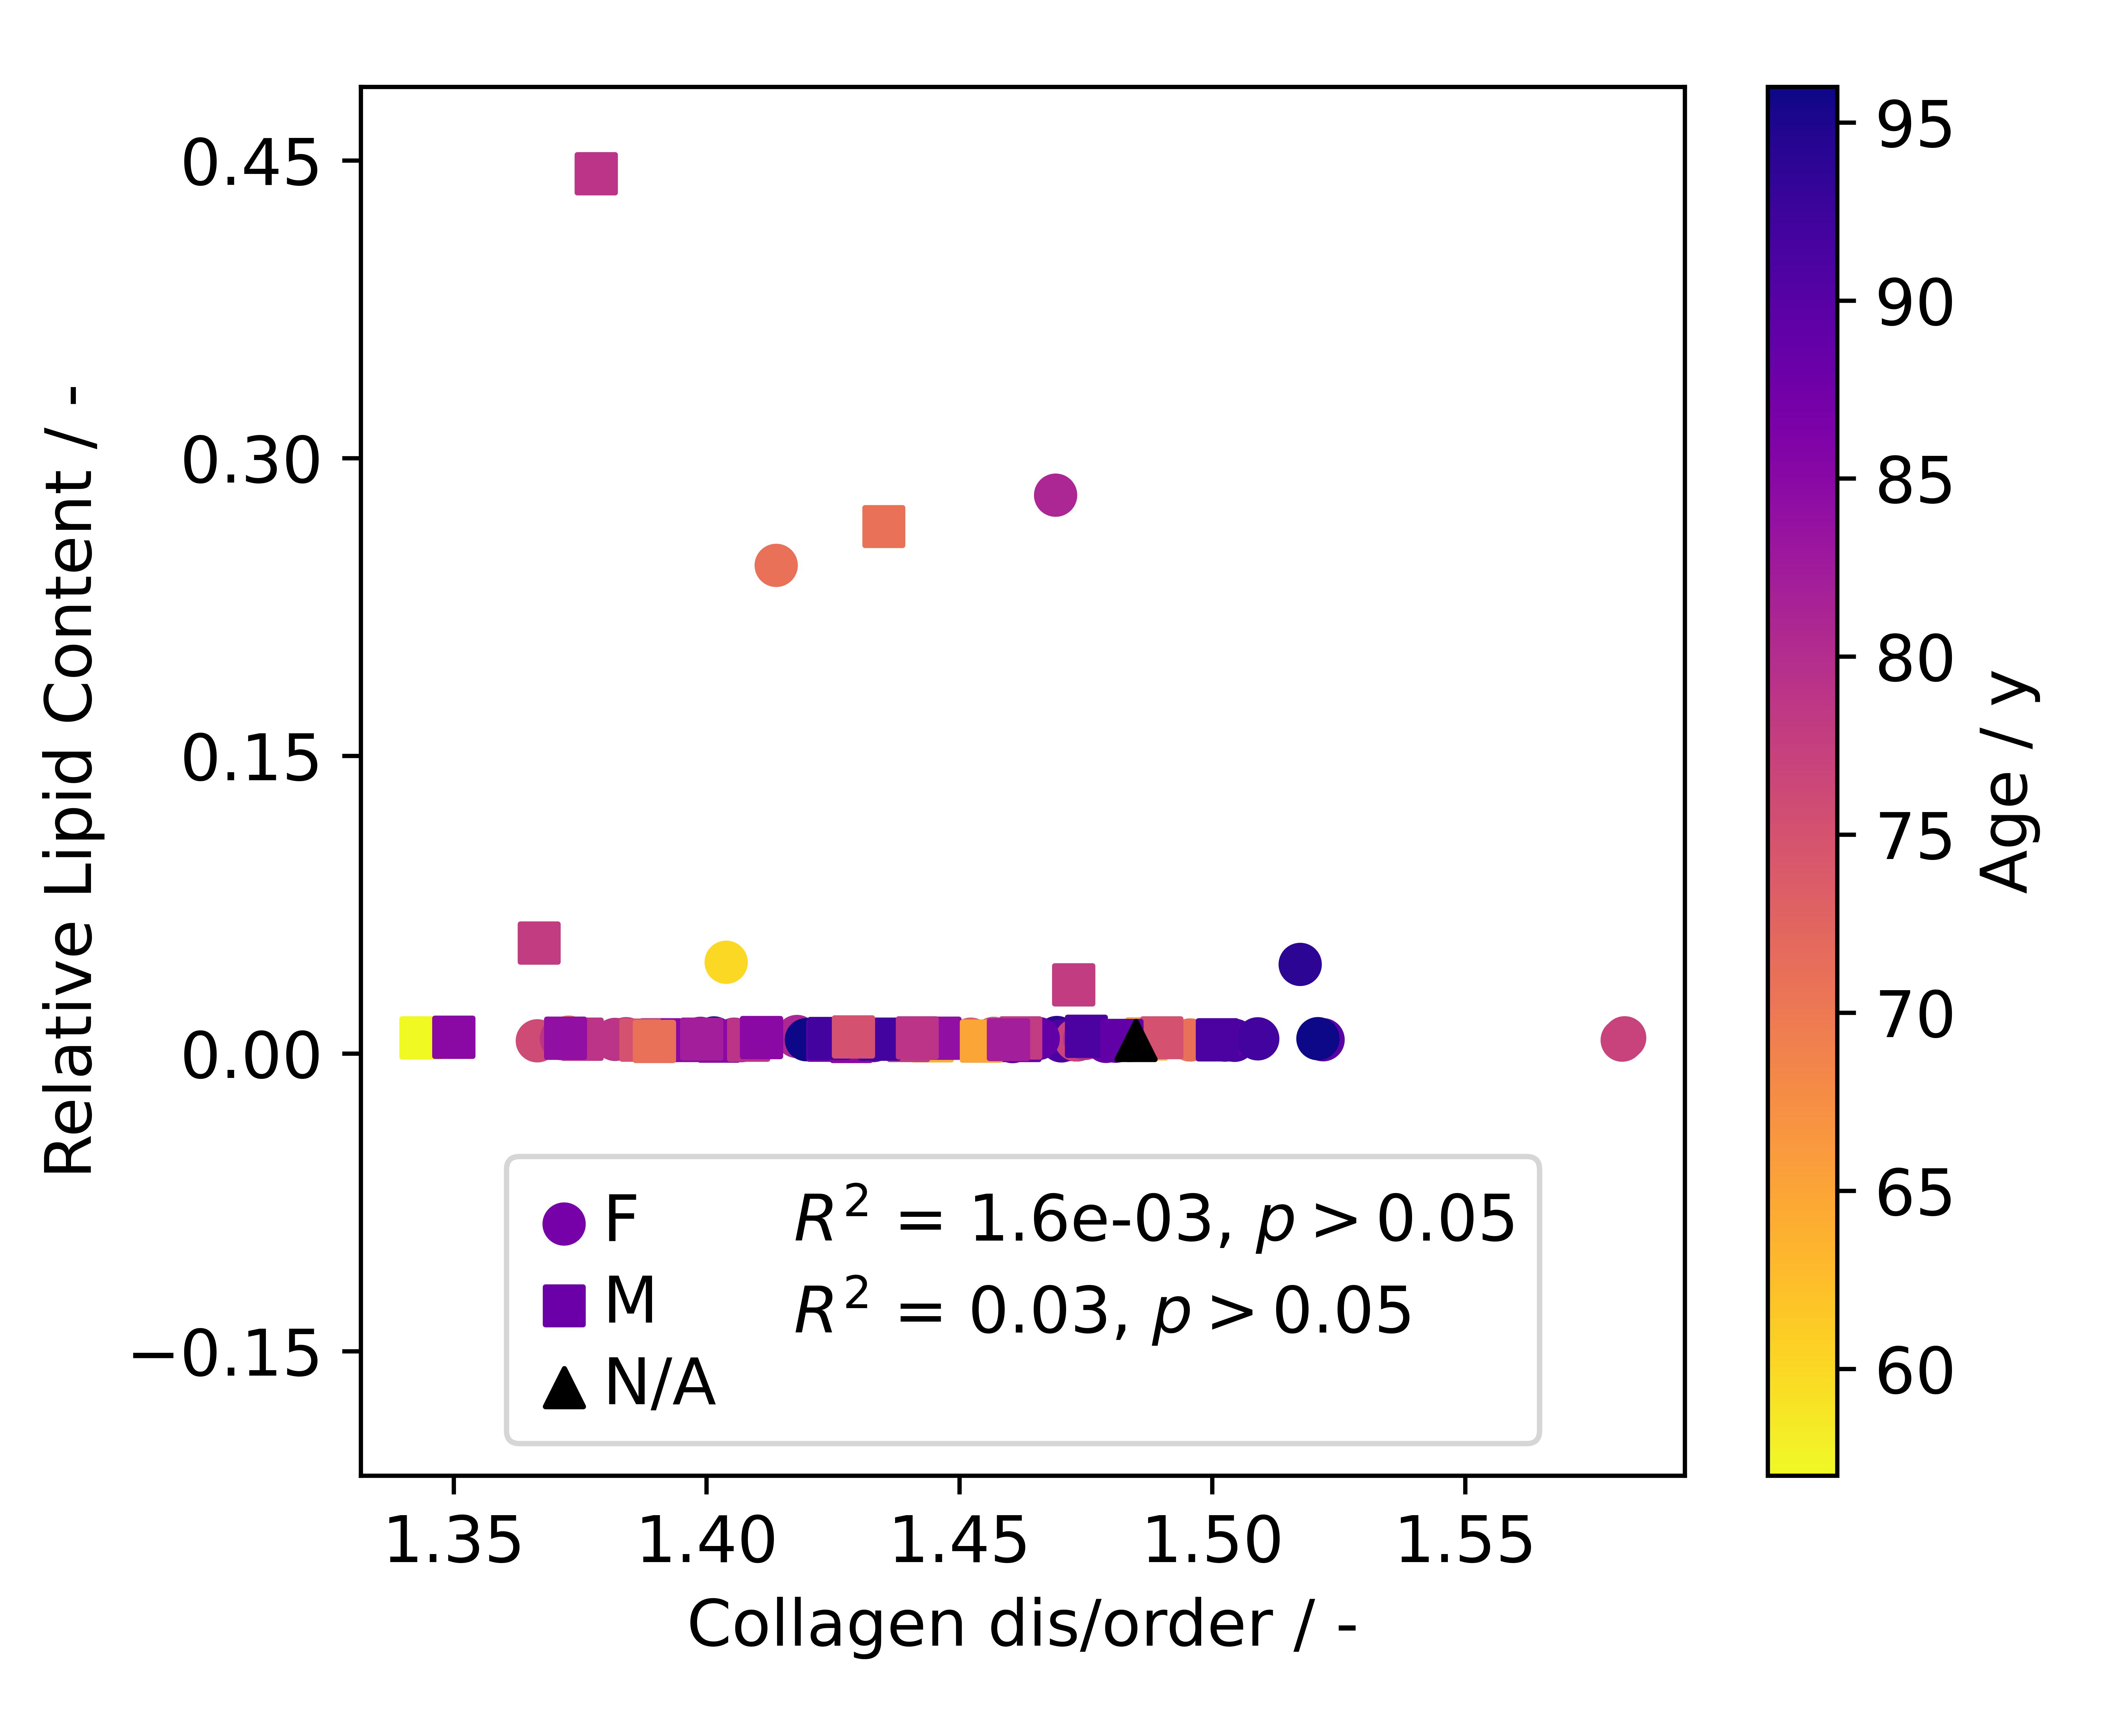 Relative Lipid Content / -
0.45
0.30
0.15
0.00
−0.15
F R² = 1.6e-03, p > 0.05
M R² = 0.03, p > 0.05
N/A
1.35 1.40 1.45 1.50 1.55
Collagen dis/order / -
95
90
85
80
75
70
65
60
Age / y